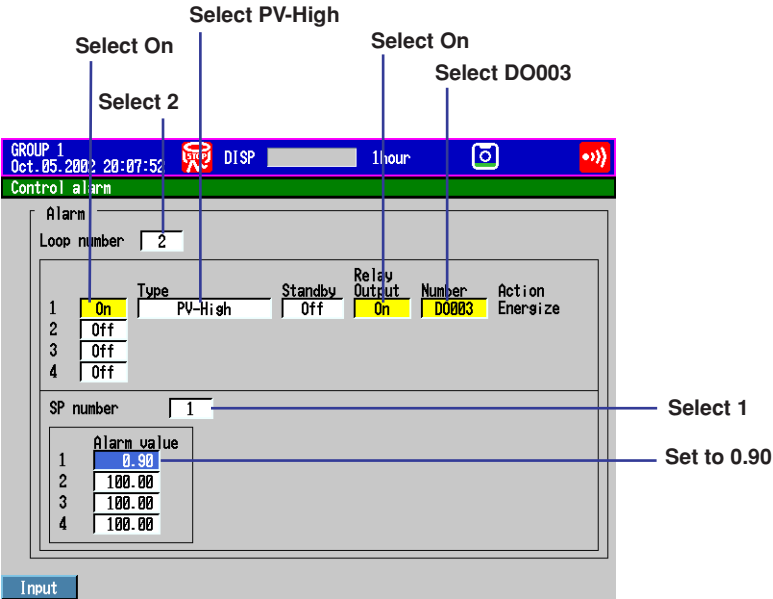 Select PV-High
Select On
Select On
Select DO003
Select 2
GROUP 1
Oct.05.2002 20:07:52
STOP
DISP
1hour
Control alarm
Alarm
Loop number 2
Type Standby Relay Output Number Action
1 On PV-High Off On DO003 Energize
2 Off
3 Off
4 Off
SP number 1
Select 1
Alarm value
1 0.90
Set to 0.90
2 100.00
3 100.00
4 100.00
Input